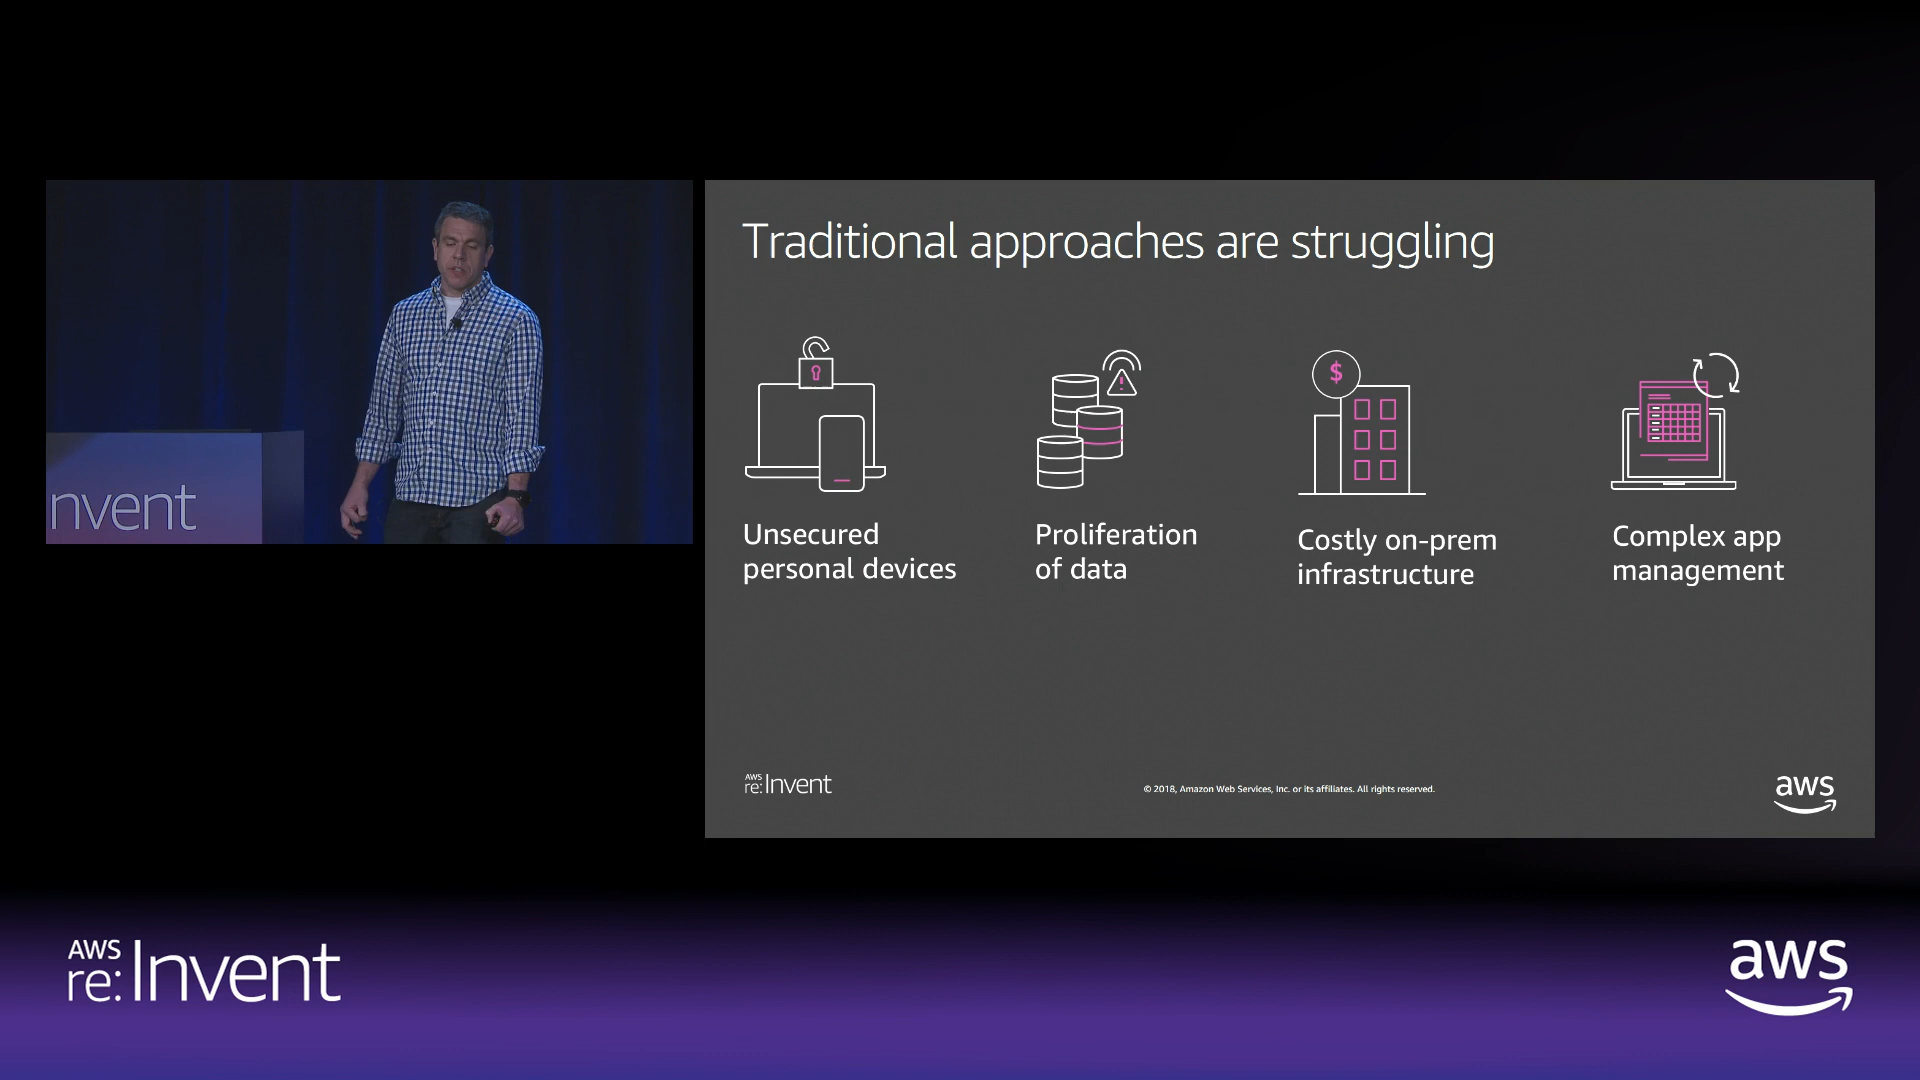 nvent
Traditional approaches are struggling
$
Unsecured
personal devices
Proliferation
of data
Costly on-prem
infrastructure
Complex app
management
AWS
re:Invent
© 2018, Amazon Web Services, Inc. or its affiliates. All rights reserved.
aws
AWS
re:Invent
aws